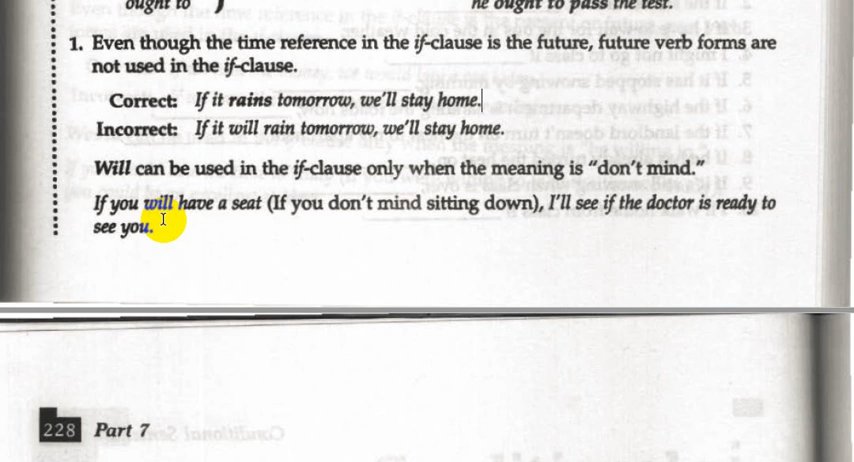 ought to
he ought to pass the test.
1. Even though the time reference in the if-clause is the future, future verb forms are
not used in the if-clause.
Correct: If it rains tomorrow, we'll stay home.
Incorrect: If it will rain tomorrow, we'll stay home.
Will can be used in the if-clause only when the meaning is “don't mind.”
If you will have a seat (If you don't mind sitting down), I'll see if the doctor is ready to
see you.
228 Part 7